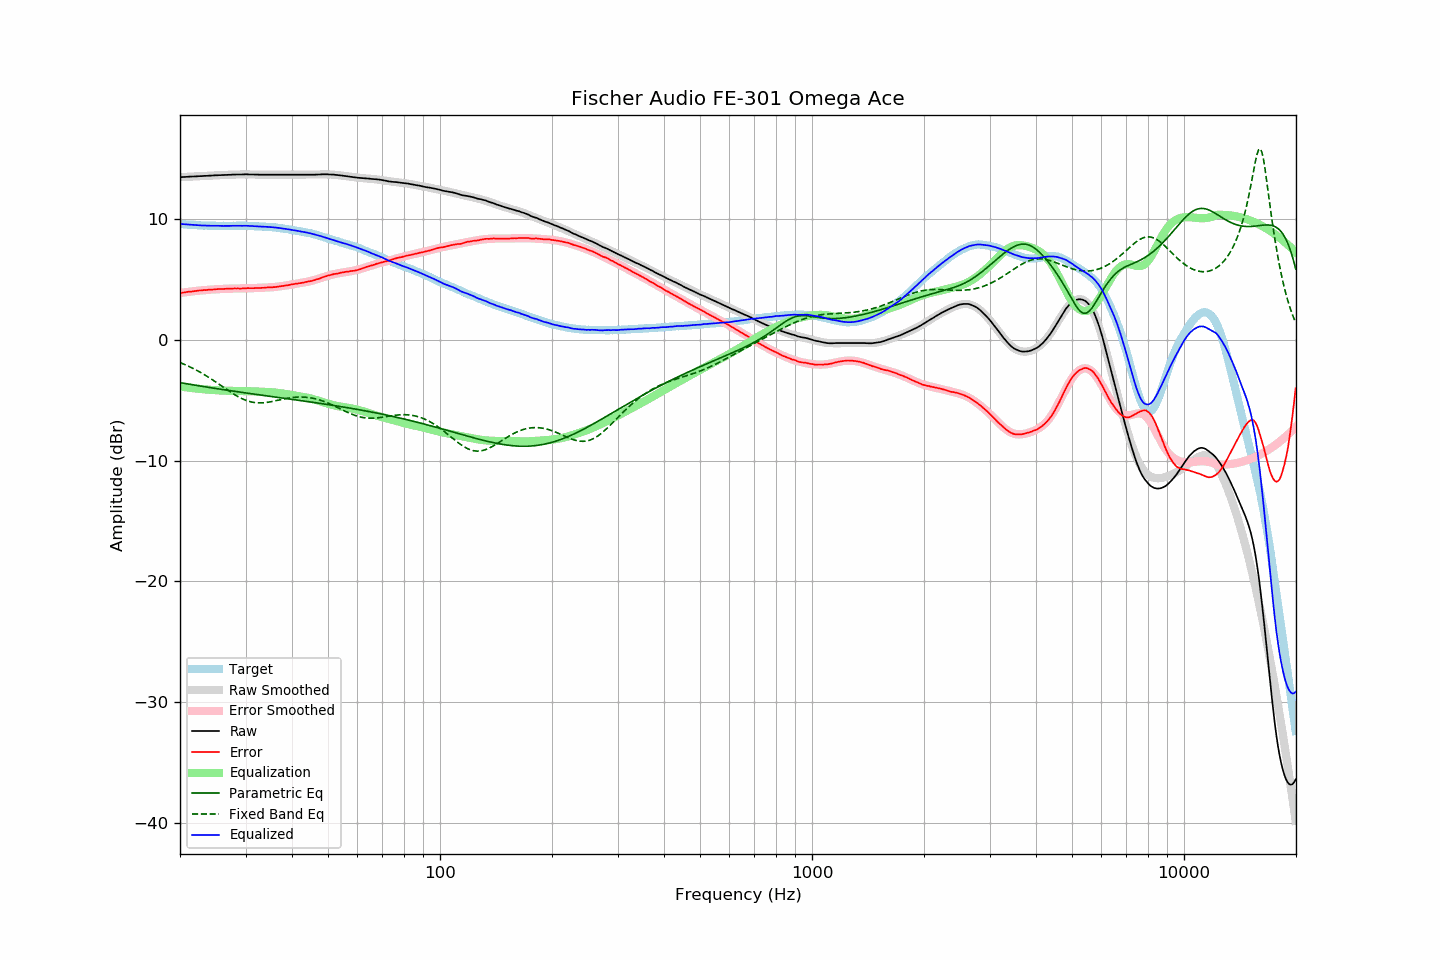 Fischer Audio FE-301 Omega Ace
Amplitude (dBr)
10
0
−10
−20
−30
−40
Target
Raw Smoothed
Error Smoothed
Raw
Error
Equalization
Parametric Eq
Fixed Band Eq
Equalized
100
1000
10000
Frequency (Hz)